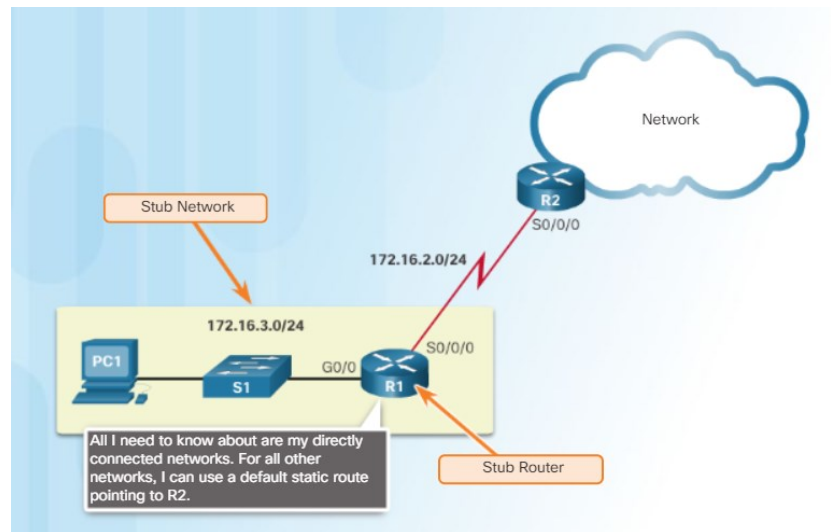 Network
Stub Network
R2
S0/0/0
172.16.2.0/24
172.16.3.0/24
S0/0/0
PC1
G0/0
S1
R1
All I need to know about are my directly
connected networks. For all other
networks, I can use a default static route
pointing to R2.
Stub Router